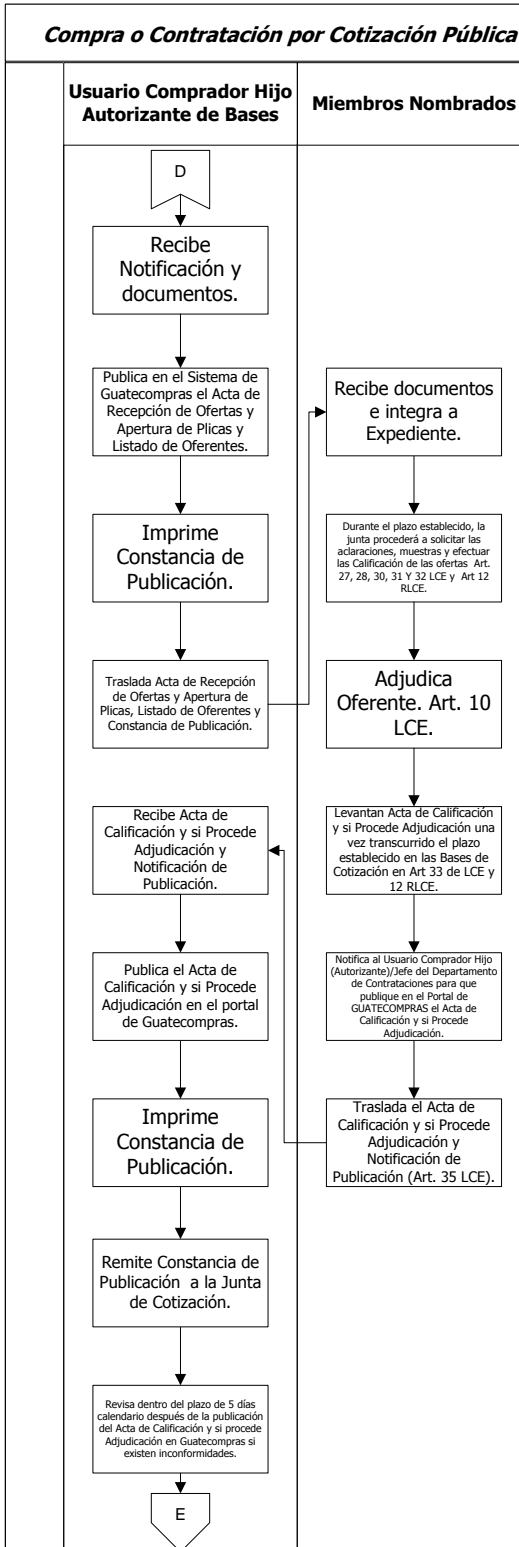 Compra o Contratación por Cotización Pública
Usuario Comprador Hijo
Autorizante de Bases
Miembros Nombrados
D
Recibe
Notificación y
documentos.
Publica en el Sistema de
Guatecompras el Acta de
Recepción de Ofertas y
Apertura de Plicas y
Listado de Oferentes.
Imprime
Constancia de
Publicación.
Traslada Acta de Recepción
de Ofertas y Apertura de
Plicas, Listado de Oferentes y
Constancia de Publicación.
Recibe documentos
e integra a
Expediente.
Durante el plazo establecido, la
junta procederá a solicitar las
aclaraciones, muestras y efectuar
las Calificación de las ofertas Art.
27, 28, 30, 31 Y 32 LCE y Art 12
RLCE.
Adjudica
Oferente. Art. 10
LCE.
Levantan Acta de Calificación
y si Procede Adjudicación una
vez transcurrido el plazo
establecido en las Bases de
Cotización en Art 33 de LCE y
12 RLCE.
Notifica al Usuario Comprador Hijo
(Autorizante)/Jefe del Departamento
de Contrataciones para que
publique en el Portal de
GUATECOMPRAS el Acta de
Calificación y si Procede
Adjudicación.
Traslada el Acta de
Calificación y si Procede
Adjudicación y
Notificación de
Publicación (Art. 35 LCE).
Recibe Acta de
Calificación y si Procede
Adjudicación y
Notificación de
Publicación.
Publica el Acta de
Calificación y si Procede
Adjudicación en el portal
de Guatecompras.
Imprime
Constancia de
Publicación.
Remite Constancia de
Publicación a la Junta
de Cotización.
Revisa dentro del plazo de 5 días
calendario después de la publicación
del Acta de Calificación y si procede
Adjudicación en Guatecompras si
existen inconformidades.
E